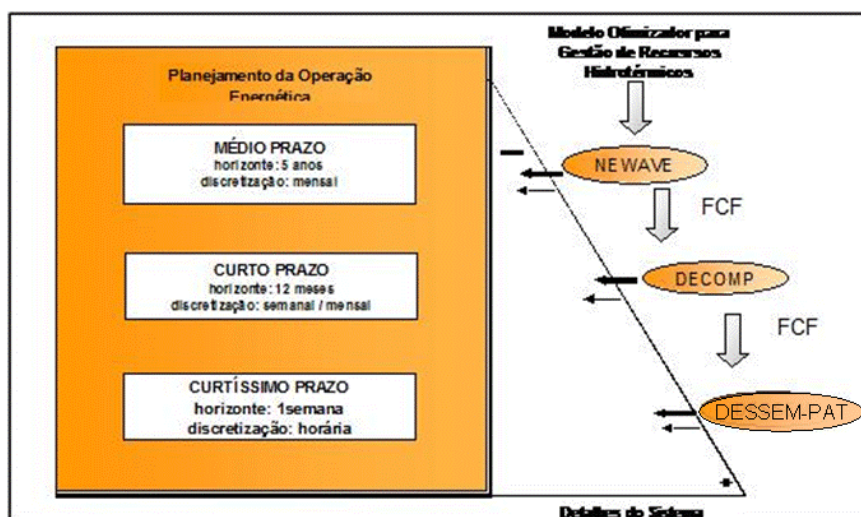 Planejamento da Operação
Energética
MÉDIO PRAZO
horizonte: 5 anos
discretização: mensal
CURTO PRAZO
horizonte: 12 meses
discretização: semanal / mensal
CURTÍSSIMO PRAZO
horizonte: 1semana
discretização: horária
Modelo Otimizador para
Gestão de Recursos
Hidrotérmicos
NEWAVE
FCF
DECOMP
FCF
DESSEM-PAT
Detalhes do Sistema